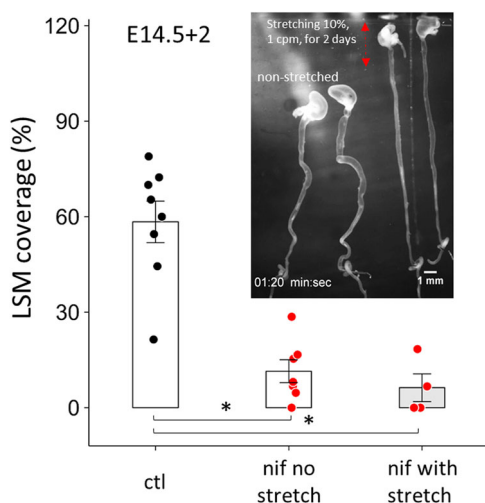 120
90
60
30
0
LSM coverage (%)
E14.5+2
Stretching 10%,
1 cpm, for 2 days
non-stretched
01:20 min:sec
1 mm
*
*
ctl
nif no
stretch
nif with
stretch